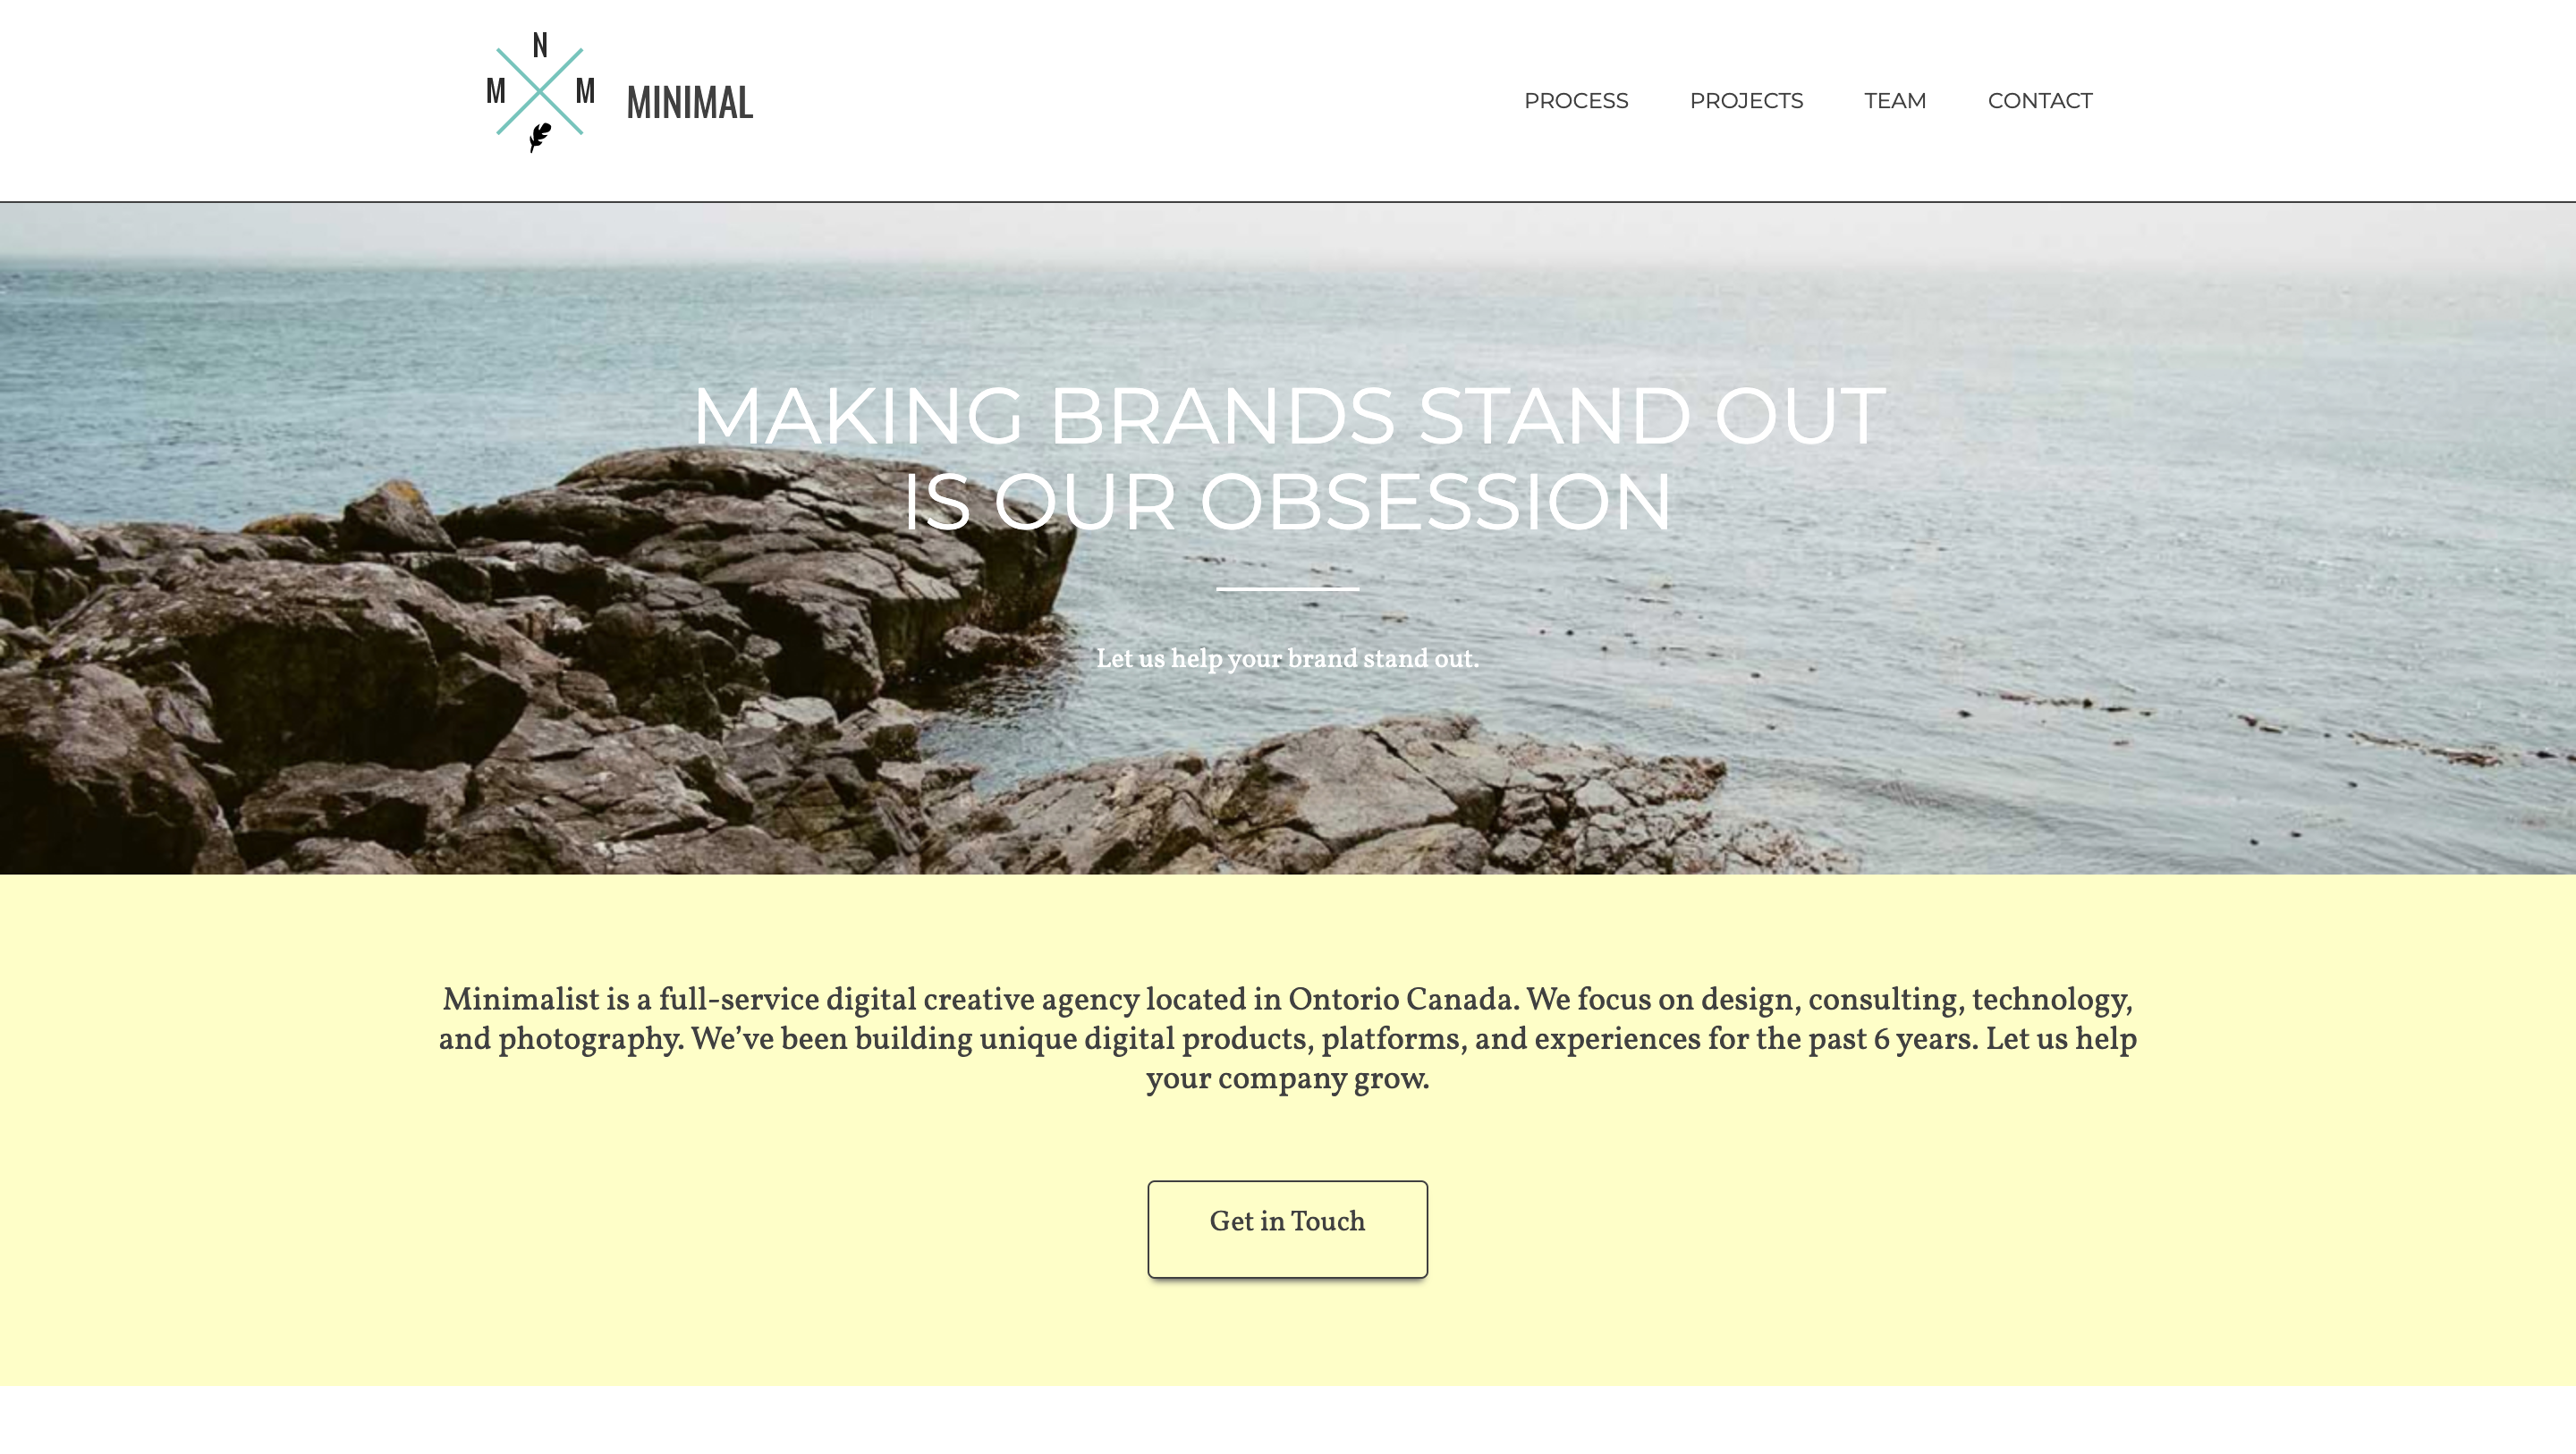 N
M M
MINIMAL
PROCESS PROJECTS TEAM CONTACT
MAKING BRANDS STAND OUT
IS OUR OBSESSION
Let us help your brand stand out.
Minimalist is a full-service digital creative agency located in Ontorio Canada. We focus on design, consulting, technology,
and photography. We’ve been building unique digital products, platforms, and experiences for the past 6 years. Let us help
your company grow.
Get in Touch